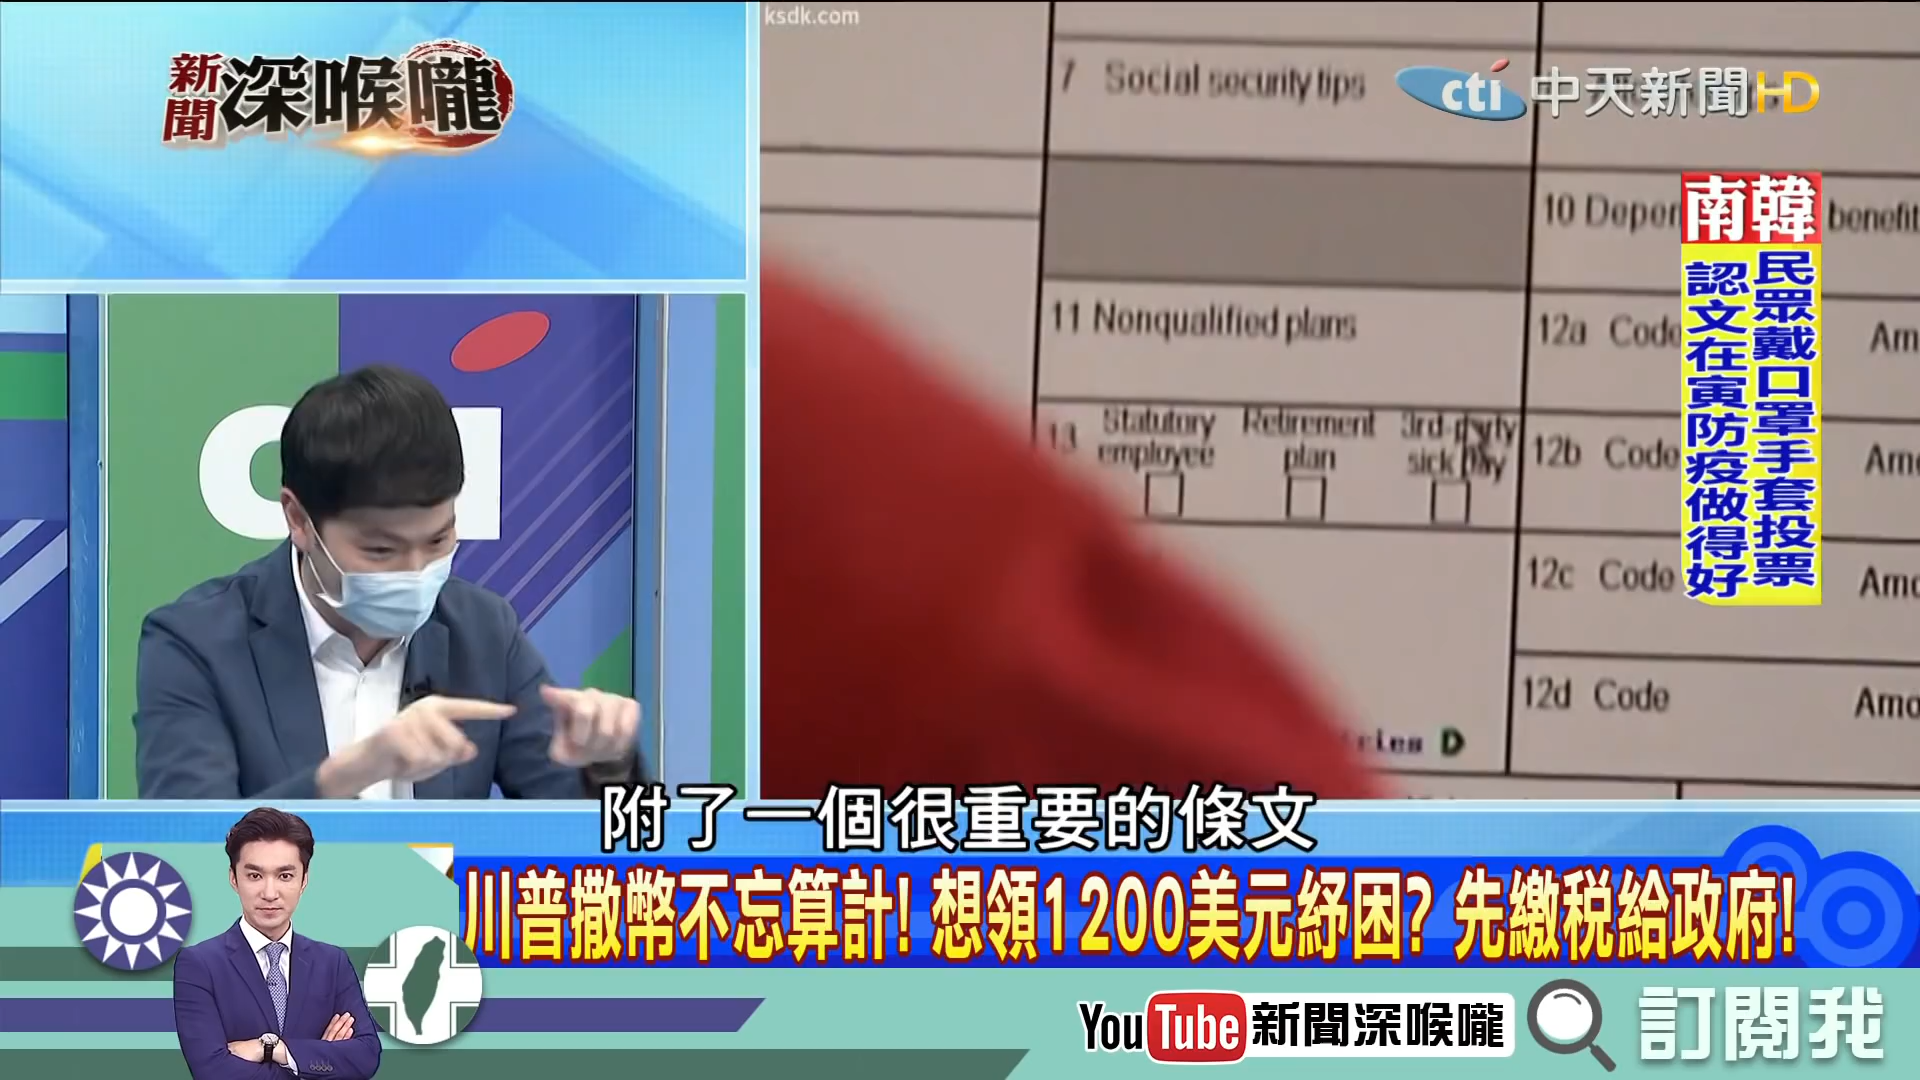 ksdk.com
新聞深喉嚨
7 Social security tips
cti 中天新聞HD
10 Depen
benefit
南韓
民眾戴口罩手套投票
認文在寅防疫做得好
11 Nonqualified plans
12a Code
Am
13
Statutory employee
Retirement plan
3rd-party sick pay
12b Code
Amo
12c Code
Amo
12d Code
Amo
附了一個很重要的條文
川普撒幣不忘算計! 想領1200美元紓困? 先繳稅給政府!
YouTube 新聞深喉嚨
訂閱我